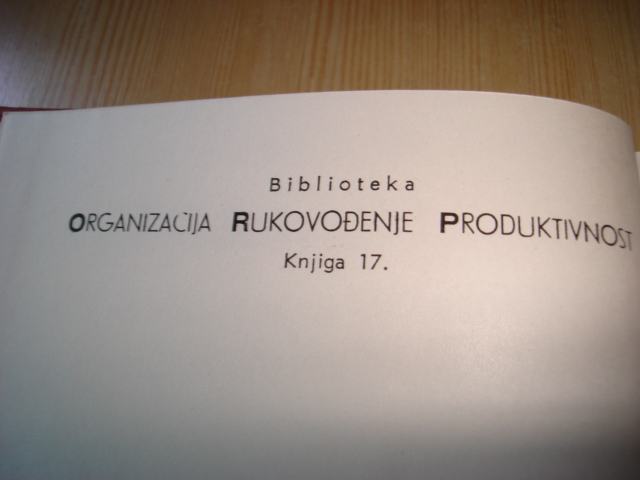 Biblioteka
ORGANIZACIJA RUKOVOĐENJE PRODUKTIVNOST
Knjiga 17.